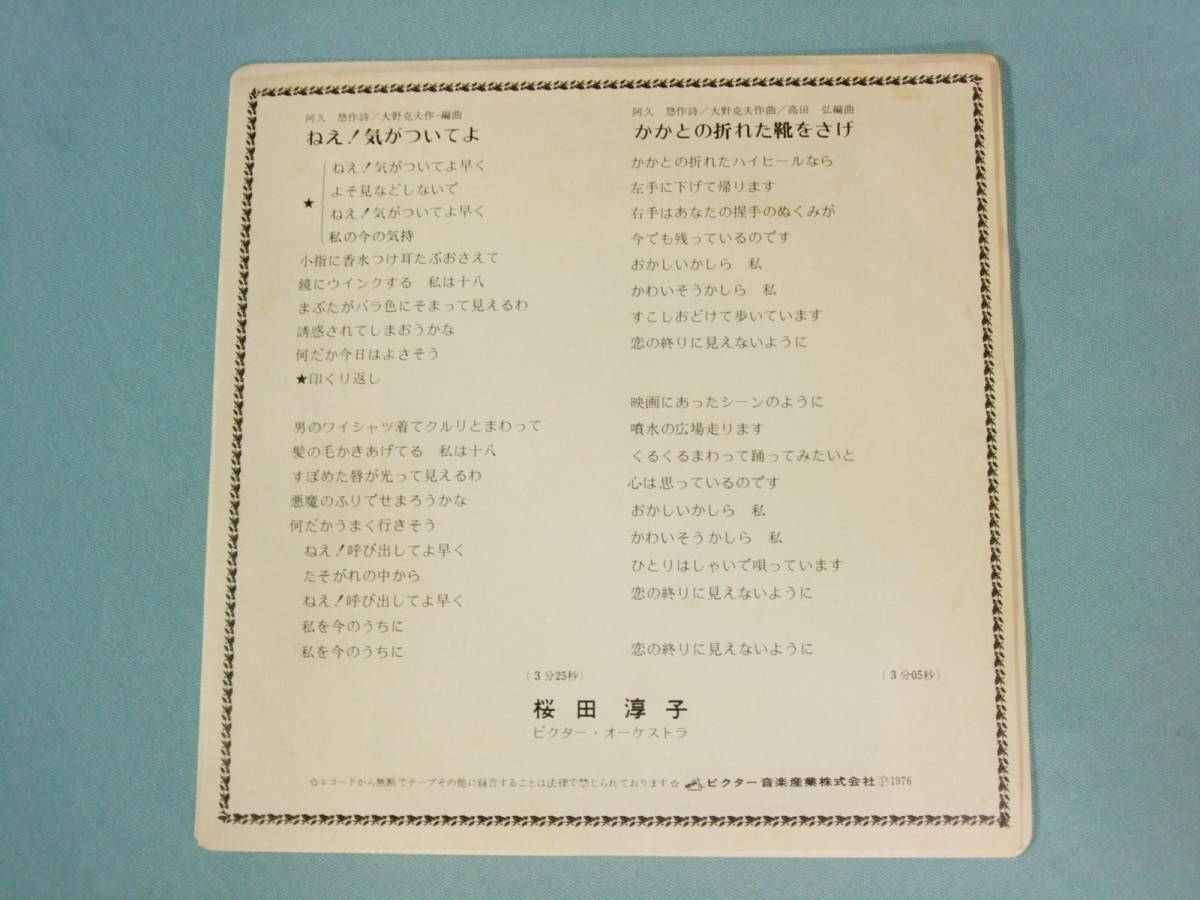 阿久 悠作詩/大野克夫作・編曲
ねえ!気がついてよ
ねえ!気がついてよ早く
よそ見などしないで
★
ねえ!気がついてよ早く
私の今の気持
小指に香水つけ耳たぶおさえて
鏡にウインクする 私は十八
まぶたがバラ色にそまって見えるわ
誘惑されてしまおうかな
何だか今日はよさそう
★印くり返し
男のワイシャツ着てクルリとまわって
髪の毛かきあげてる 私は十八
すぼめた唇が光って見えるわ
悪魔のふりでせまろうかな
何だかうまく行きそう
ねえ!呼び出してよ早く
たそがれの中から
ねえ!呼び出してよ早く
私を今のうちに
私を今のうちに
(3分25秒)
阿久 悠作詩/大野克夫作曲/高田 弘編曲
かかとの折れた靴をさげ
かかとの折れたハイヒールなら
左手に下げて帰ります
右手はあなたの握手のぬくみが
今でも残っているのです
おかしいかしら 私
かわいそうかしら 私
すこしおどけて歩いています
恋の終りに見えないように
映画にあったシーンのように
噴水の広場走ります
くるくるまわって踊ってみたいと
心は思っているのです
おかしいかしら 私
かわいそうかしら 私
ひとりはしゃいで唄っています
恋の終りに見えないように
恋の終りに見えないように
(3分05秒)
桜田淳子
ビクター・オーケストラ
☆レコードから無断でテープその他に録音することは法律で禁じられております☆ ビクター音楽産業株式会社Ⓟ1976